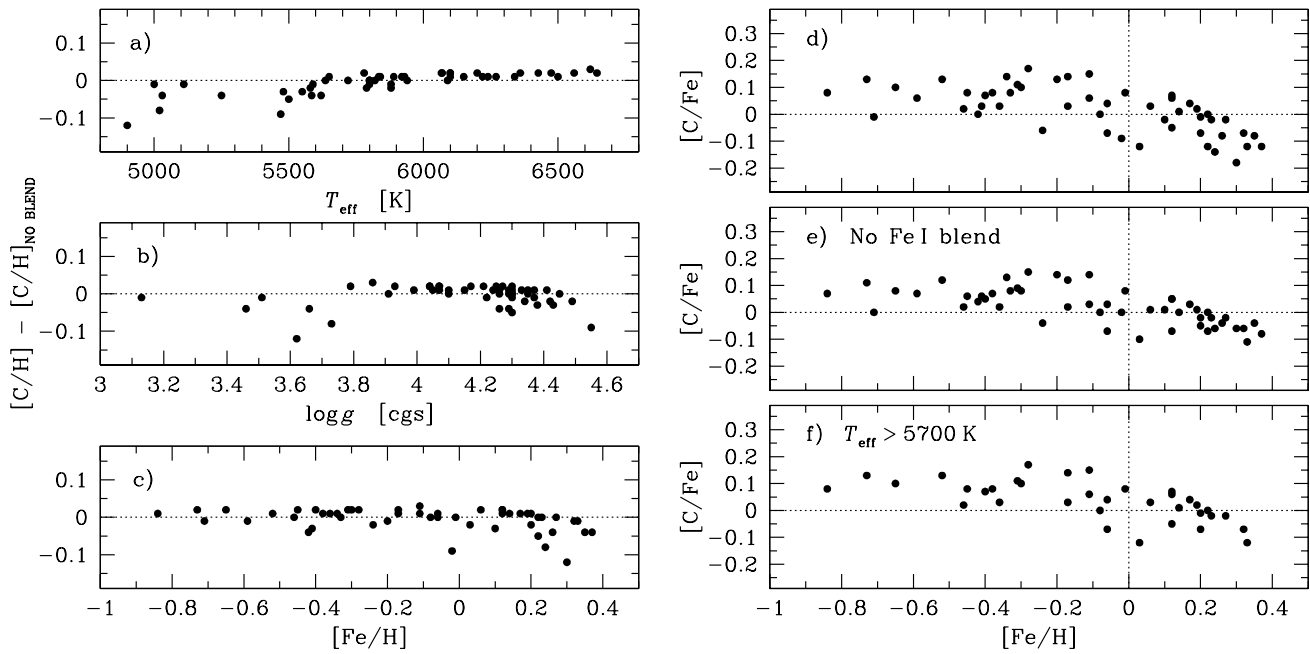 [C/H] − [C/H]NO BLEND
a)
0.1
0
−0.1
5000 5500 6000 6500
Teff [K]
b)
0.1
0
−0.1
3 3.2 3.4 3.6 3.8 4 4.2 4.4 4.6
log g [cgs]
c)
0.1
0
−0.1
−1 −0.8 −0.6 −0.4 −0.2 0 0.2 0.4
[Fe/H]
d)
[C/Fe]
0.3
0.2
0.1
0
−0.1
−0.2
e) No Fe I blend
[C/Fe]
0.3
0.2
0.1
0
−0.1
−0.2
f) Teff > 5700 K
[C/Fe]
0.3
0.2
0.1
0
−0.1
−0.2
−1 −0.8 −0.6 −0.4 −0.2 0 0.2 0.4
[Fe/H]